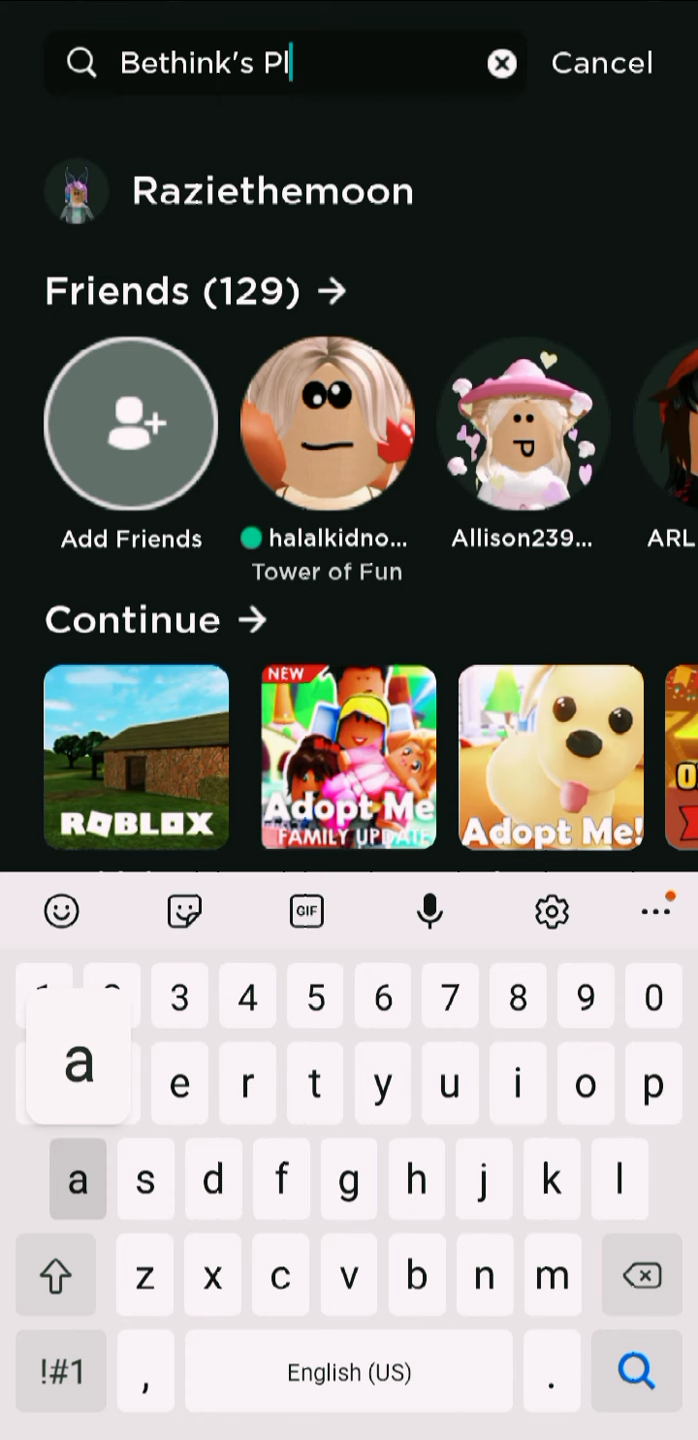 Bethink's Pl
Cancel
Raziethemoon
Friends (129) →
Add Friends
halalkidno...
Allison239...
ARL
Tower of Fun
Continue →
ROBLOX
NEW
Adopt Me
FAMILY UPDATE
Adopt Me!
GIF
3 4 5 6 7 8 9 0
a
e r t y u i o p
a s d f g h j k l
z x c v b n m
!#1 , English (US) .